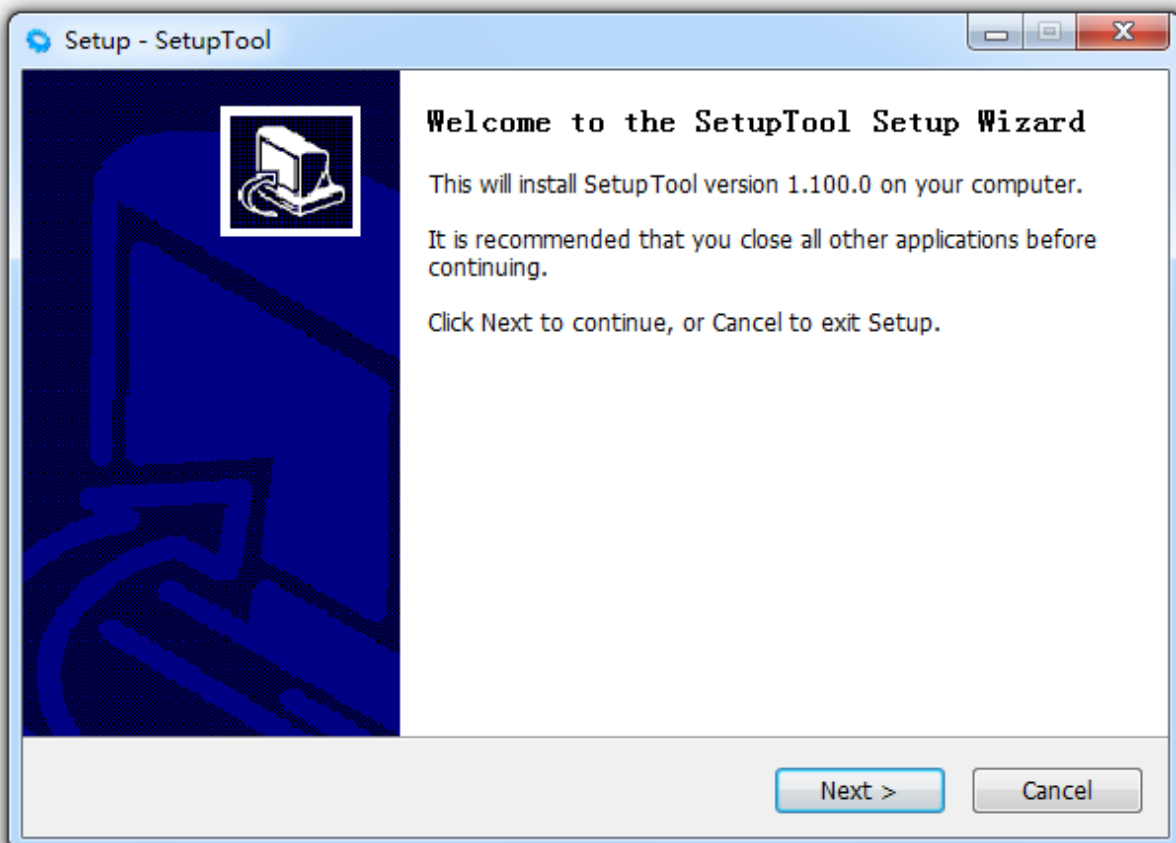 Setup - SetupTool
Welcome to the SetupTool Setup Wizard
This will install SetupTool version 1.100.0 on your computer.
It is recommended that you close all other applications before
continuing.
Click Next to continue, or Cancel to exit Setup.
Next >
Cancel